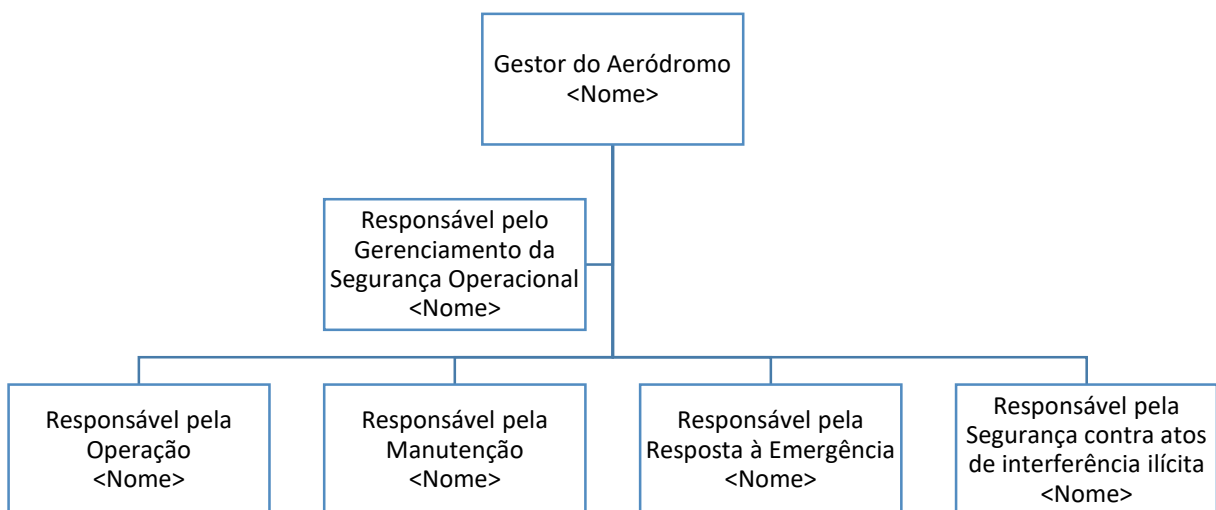 Gestor do Aeródromo
<Nome>
Responsável pelo
Gerenciamento da
Segurança Operacional
<Nome>
Responsável pela
Operação
<Nome>
Responsável pela
Manutenção
<Nome>
Responsável pela
Resposta à Emergência
<Nome>
Responsável pela
Segurança contra atos
de interferência ilícita
<Nome>